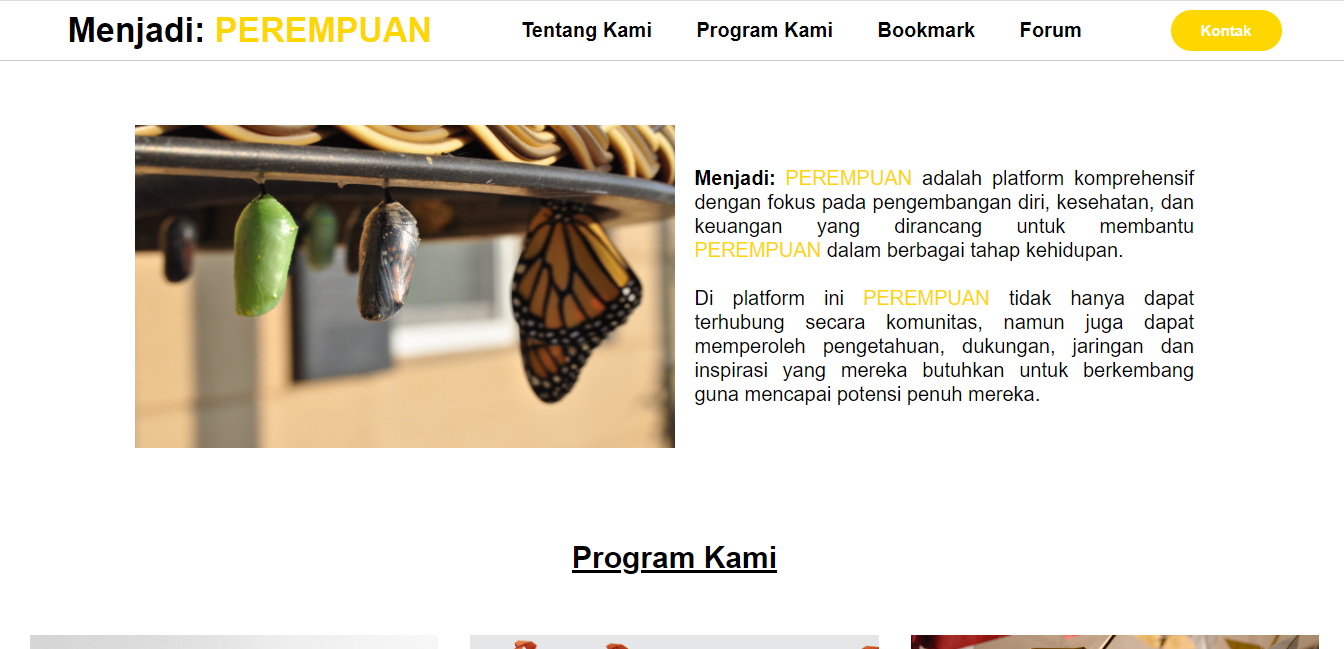 Menjadi: PEREMPUAN
Tentang Kami
Program Kami
Bookmark
Forum
Kontak
Menjadi: PEREMPUAN adalah platform komprehensif
dengan fokus pada pengembangan diri, kesehatan, dan
keuangan yang dirancang untuk membantu
PEREMPUAN dalam berbagai tahap kehidupan.
Di platform ini PEREMPUAN tidak hanya dapat
terhubung secara komunitas, namun juga dapat
memperoleh pengetahuan, dukungan, jaringan dan
inspirasi yang mereka butuhkan untuk berkembang
guna mencapai potensi penuh mereka.
Program Kami